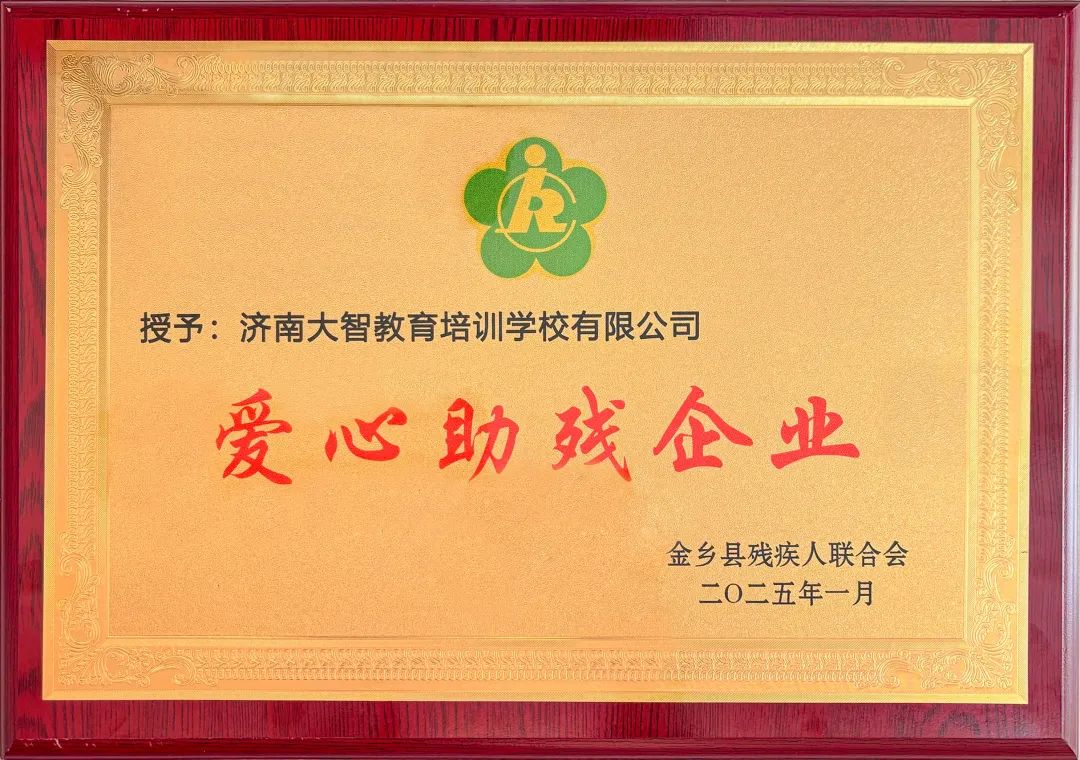 授予：济南大智教育培训学校有限公司
爱心助残企业
金乡县残疾人联合会
二〇二五年一月